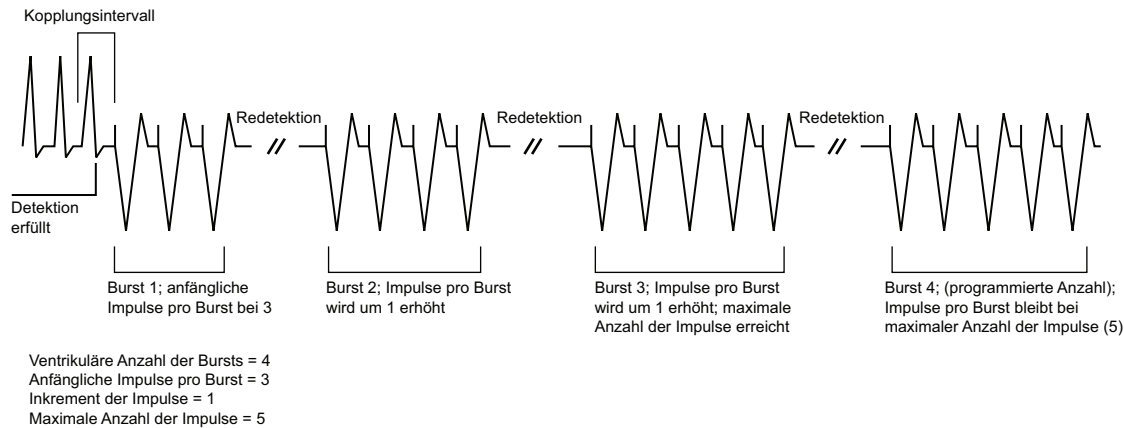 Kopplungsintervall
Redetektion
Redetektion
Redetektion
Detektion
erfüllt
Burst 1; anfängliche
Impulse pro Burst bei 3
Burst 2; Impulse pro Burst
wird um 1 erhöht
Burst 3; Impulse pro Burst
wird um 1 erhöht; maximale
Anzahl der Impulse erreicht
Burst 4; (programmierte Anzahl);
Impulse pro Burst bleibt bei
maximaler Anzahl der Impulse (5)
Ventrikuläre Anzahl der Bursts = 4
Anfängliche Impulse pro Burst = 3
Inkrement der Impulse = 1
Maximale Anzahl der Impulse = 5